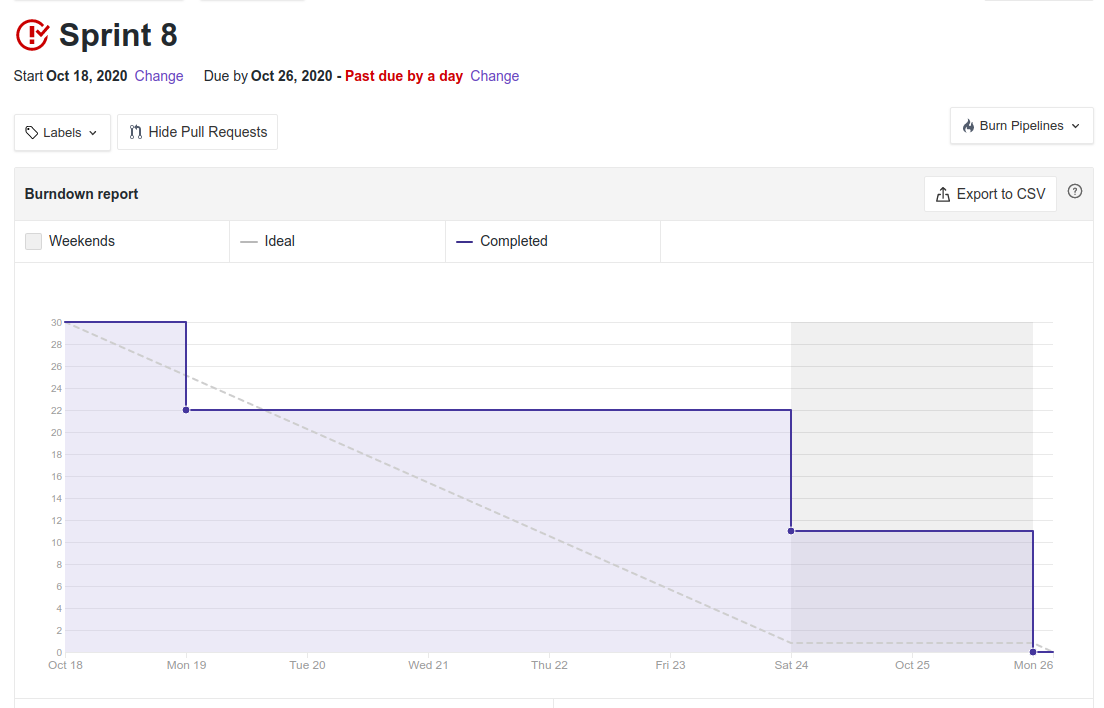 Sprint 8
Start Oct 18, 2020 Change Due by Oct 26, 2020 - Past due by a day Change
Labels Hide Pull Requests Burn Pipelines
Burndown report Export to CSV ?
Weekends Ideal Completed
30
28
26
24
22
20
18
16
14
12
10
8
6
4
2
0
Oct 18 Mon 19 Tue 20 Wed 21 Thu 22 Fri 23 Sat 24 Oct 25 Mon 26